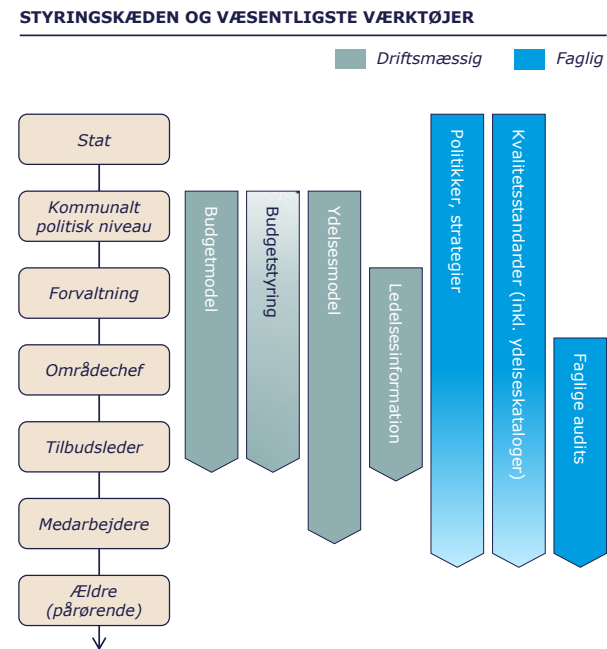 STYRINGSKÆDEN OG VÆSENTLIGSTE VÆRKTØJER
Driftsmæssig
Faglig
Stat
Kommunalt
politisk niveau
Forvaltning
Områdechef
Tilbudsleder
Medarbejdere
Ældre
(pårørende)
Budgetmodel
Budgetstyring
Ydelsesmodel
Ledelsesinformation
Politikker, strategier
Kvalitetsstandarder (inkl. ydelseskataloger)
Faglige audits